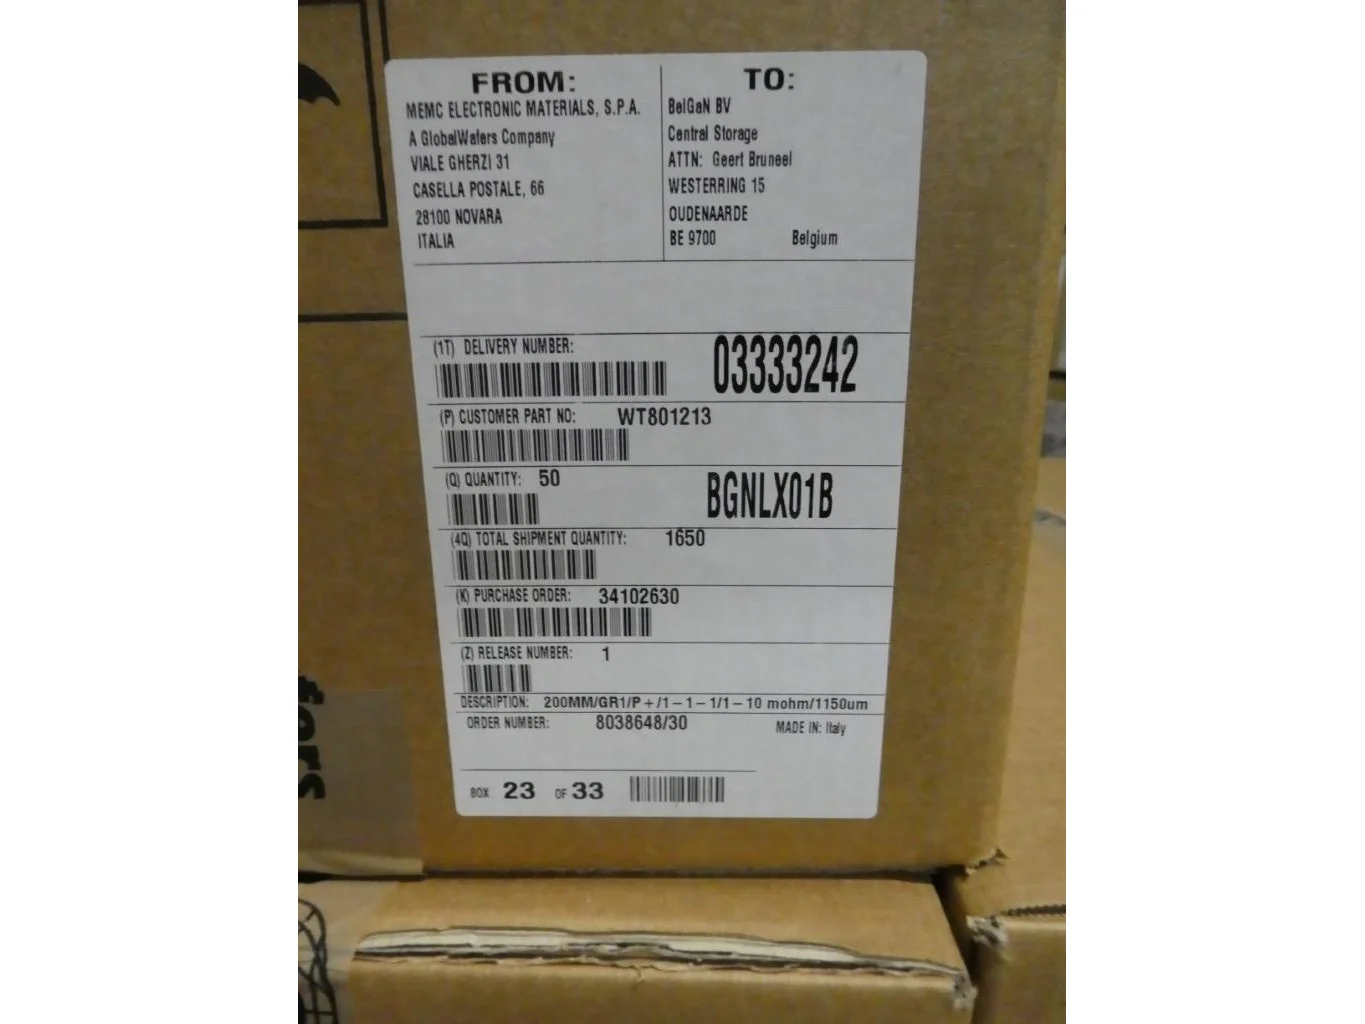 FROM:
MEMC ELECTRONIC MATERIALS, S.P.A.
A GlobalWafers Company
VIALE GHERZI 31
CASELLA POSTALE, 66
28100 NOVARA
ITALIA
TO:
BelGaN BV
Central Storage
ATTN: Geert Bruneel
WESTERRING 15
OUDENAARDE
BE 9700 Belgium
(1T) DELIVERY NUMBER: 03333242
(P) CUSTOMER PART NO: WT801213
(Q) QUANTITY: 50
BGNLX01B
(4Q) TOTAL SHIPMENT QUANTITY: 1650
(K) PURCHASE ORDER: 34102630
(Z) RELEASE NUMBER: 1
DESCRIPTION: 200MM/GR1/P+/1-1-1/1-10 mohm/1150um
ORDER NUMBER: 8038648/30 MADE IN: Italy
BOX 23 OF 33